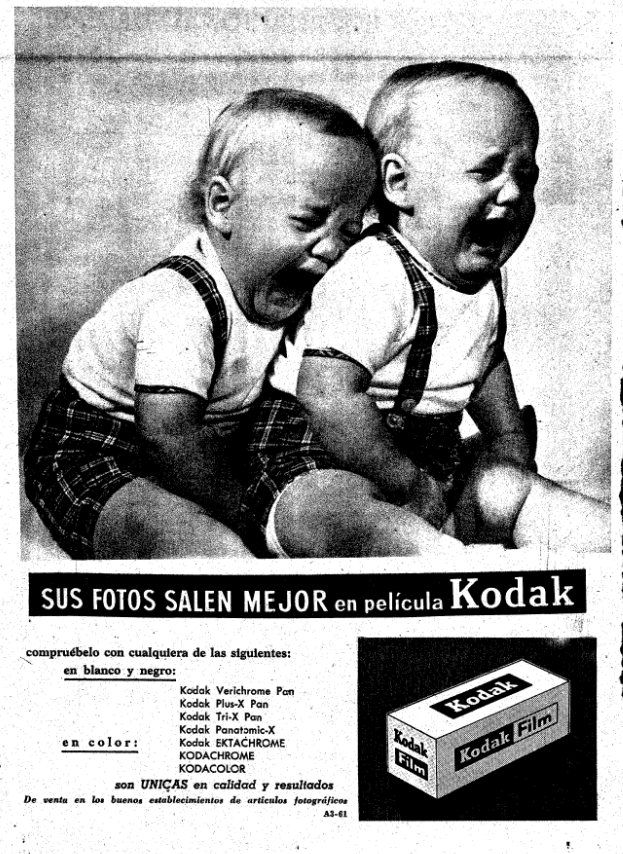 SUS FOTOS SALEN MEJOR en película Kodak
compruébelo con cualquiera de las siguientes:
en blanco y negro:
Kodak Verichrome Pan
Kodak Plus-X Pan
Kodak Tri-X Pan
Kodak Panatomic-X
en color:
Kodak EKTACHROME
KODACHROME
KODACOLOR
son UNICAS en calidad y resultados
De venta en los buenos establecimientos de artículos fotográficos
A3-61
Kodak
Kodak Film
Kodak Film